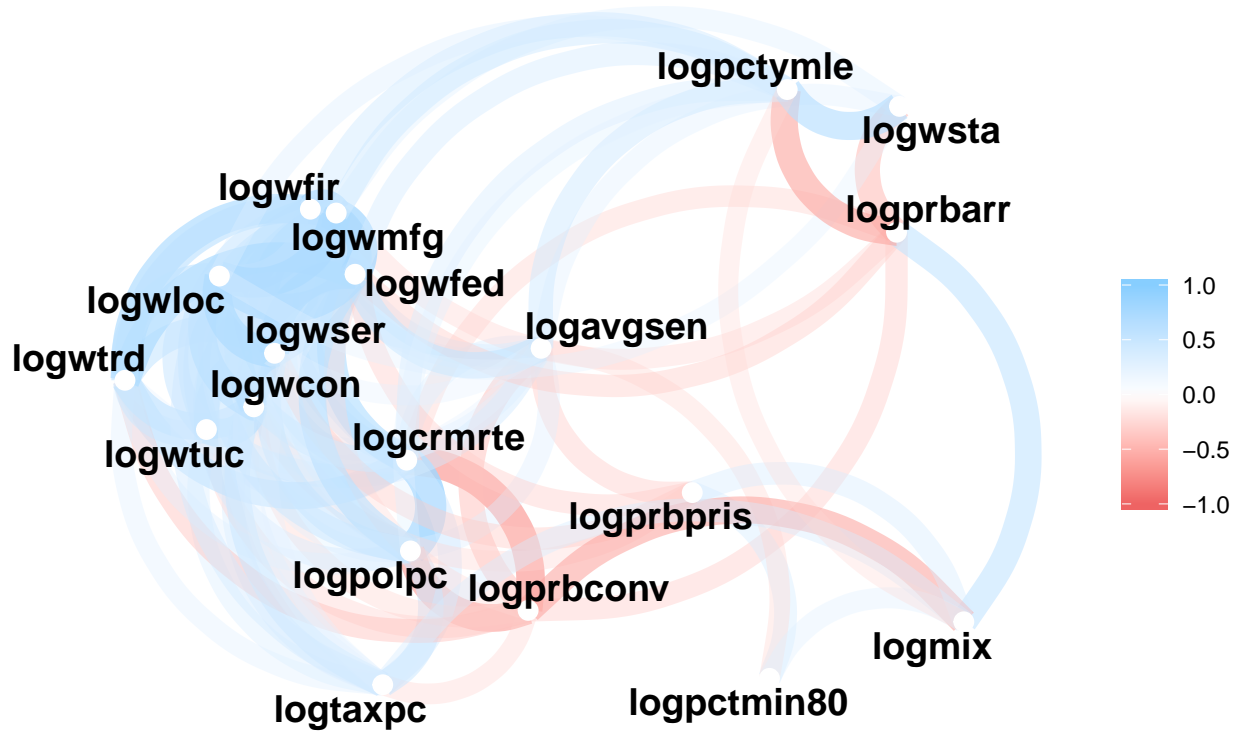 logpctymle
logwsta
logwfir
logprbarr
logwmfg
logwfed
logwloc
logavgsen
logwser
logwtrd
logwcon
logcrmrte
logwtuc
logprbpris
logpolpc
logprbconv
logmix
logpctmin80
logtaxpc
1.0
0.5
0.0
−0.5
−1.0